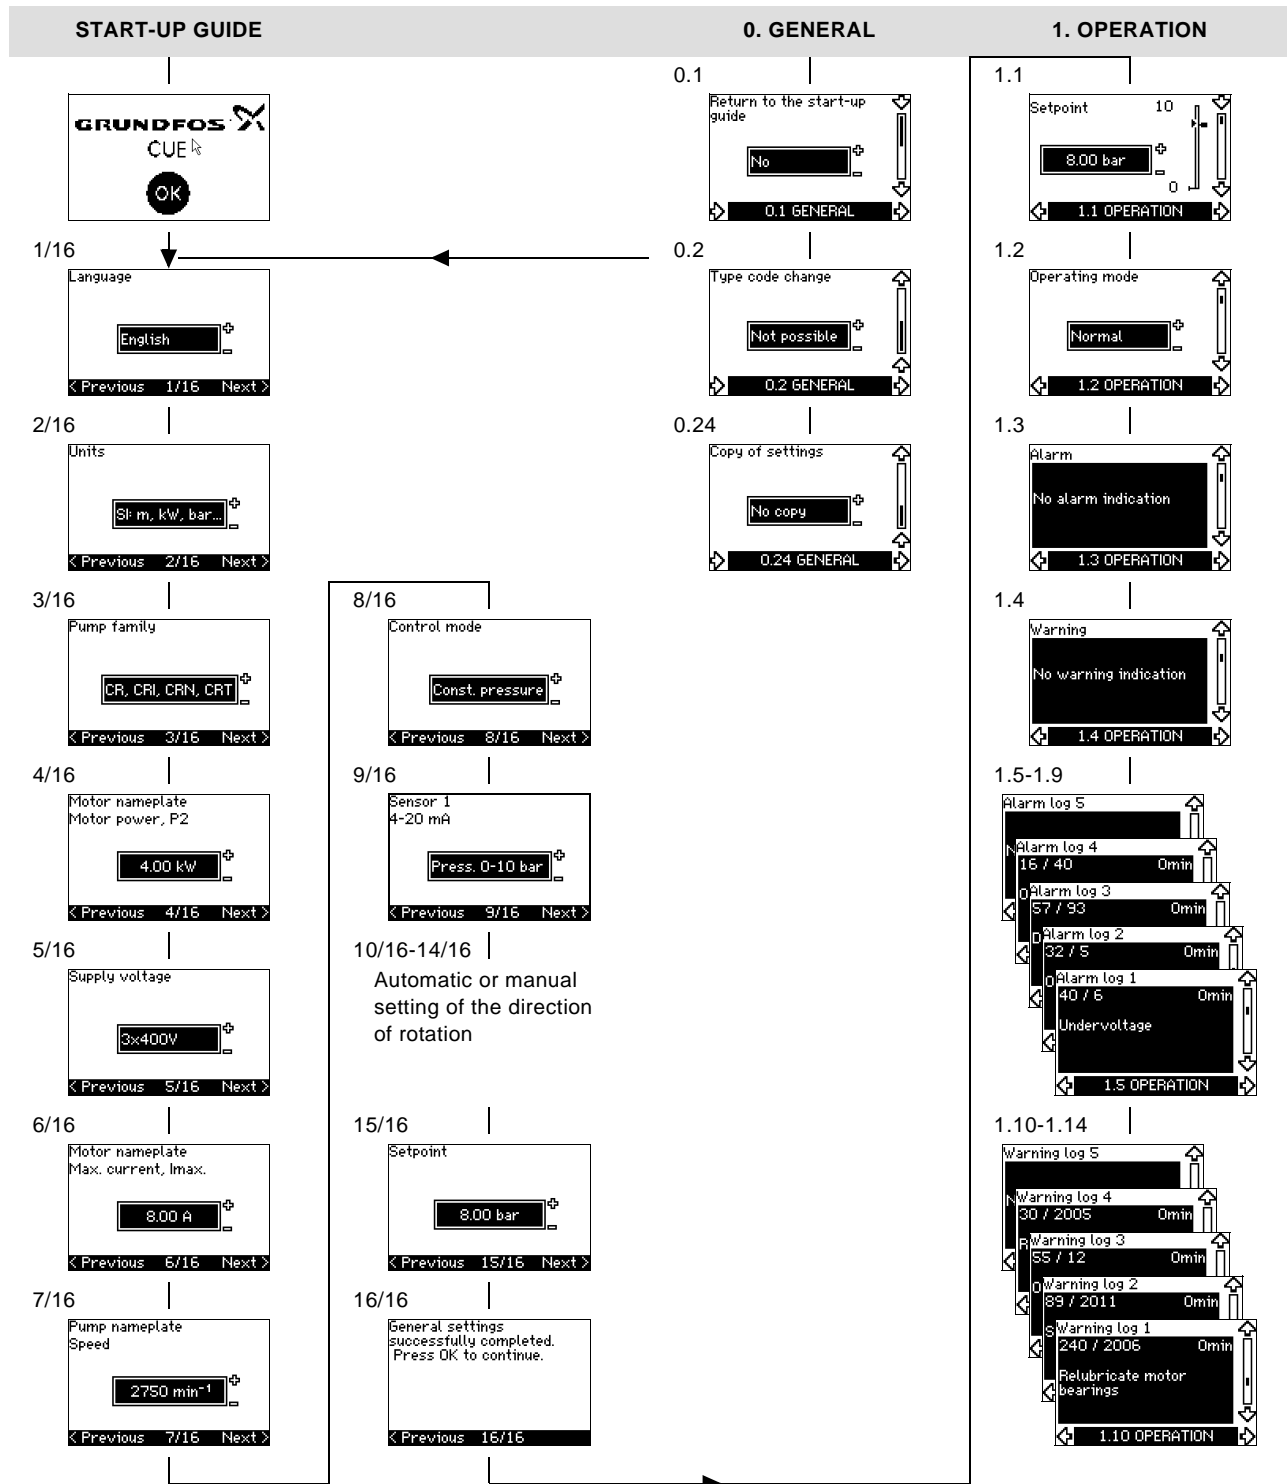 START-UP GUIDE
0. GENERAL
1. OPERATION
GRUNDFOS
CUE
OK
1/16
Language
English
< Previous 1/16 Next >
2/16
Units
SI: m, kW, bar...
< Previous 2/16 Next >
3/16
Pump family
CR, CRI, CRN, CRT
< Previous 3/16 Next >
4/16
Motor nameplate
Motor power, P2
4.00 kW
< Previous 4/16 Next >
5/16
Supply voltage
3x400V
< Previous 5/16 Next >
6/16
Motor nameplate
Max. current, Imax.
8.00 A
< Previous 6/16 Next >
7/16
Pump nameplate
Speed
2750 min⁻¹
< Previous 7/16 Next >
8/16
Control mode
Const. pressure
< Previous 8/16 Next >
9/16
Sensor 1
4-20 mA
Press. 0-10 bar
< Previous 9/16 Next >
10/16-14/16
Automatic or manual
setting of the direction
of rotation
15/16
Setpoint
8.00 bar
< Previous 15/16 Next >
16/16
General settings
successfully completed.
Press OK to continue.
< Previous 16/16
0.1
Return to the start-up
guide
No
0.1 GENERAL
0.2
Type code change
Not possible
0.2 GENERAL
0.24
Copy of settings
No copy
0.24 GENERAL
1.1
Setpoint
10
8.00 bar
0
1.1 OPERATION
1.2
Operating mode
Normal
1.2 OPERATION
1.3
Alarm
No alarm indication
1.3 OPERATION
1.4
Warning
No warning indication
1.4 OPERATION
1.5-1.9
Alarm log 5
N
Alarm log 4
16 / 40 0min
O
Alarm log 3
57 / 93 0min
D
Alarm log 2
32 / 5 0min
O
Alarm log 1
40 / 6 0min
Undervoltage
1.5 OPERATION
1.10-1.14
Warning log 5
N
Warning log 4
30 / 2005 0min
R
Warning log 3
55 / 12 0min
O
Warning log 2
89 / 2011 0min
S
Warning log 1
240 / 2006 0min
Relubricate motor
bearings
1.10 OPERATION